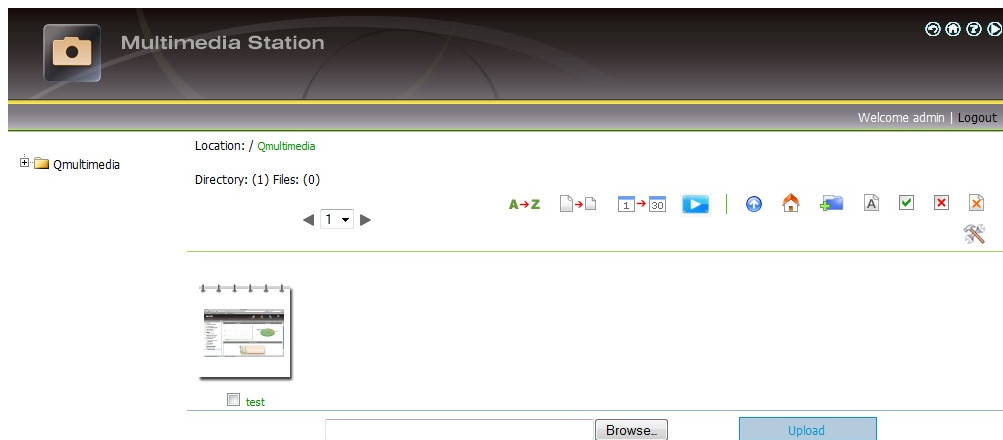 Multimedia Station
Welcome admin | Logout
Qmultimedia
Location: / Qmultimedia
Directory: (1) Files: (0)
1
A→Z
1→30
A
test
Browse...
Upload